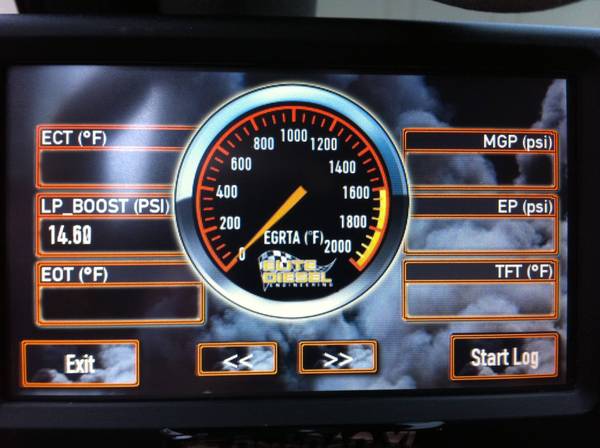 ECT (°F)
LP_BOOST (PSI)
14.60
EOT (°F)
0
200
400
600
800
1000
1200
1400
1600
1800
2000
EGRTA (°F)
ELITE
DIESEL
ENGINEERING
MGP (psi)
EP (psi)
TFT (°F)
Exit
<<
>>
Start Log